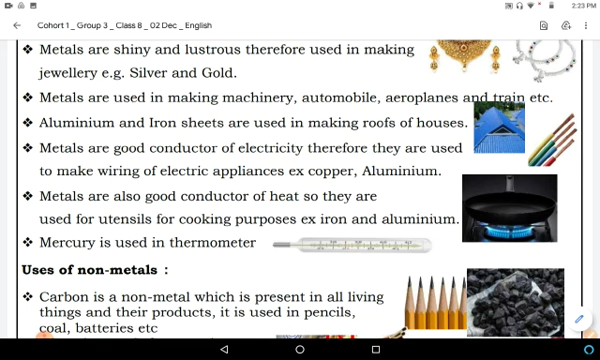 2:23 PM
Cohort 1 _ Group 3 _ Class 8 _ 02 Dec _ English
❖ Metals are shiny and lustrous therefore used in making
jewellery e.g. Silver and Gold.
❖ Metals are used in making machinery, automobile, aeroplanes and train etc.
❖ Aluminium and Iron sheets are used in making roofs of houses.
❖ Metals are good conductor of electricity therefore they are used
to make wiring of electric appliances ex copper, Aluminium.
❖ Metals are also good conductor of heat so they are
used for utensils for cooking purposes ex iron and aluminium.
❖ Mercury is used in thermometer
Uses of non-metals :
❖ Carbon is a non-metal which is present in all living
things and their products, it is used in pencils,
coal, batteries etc